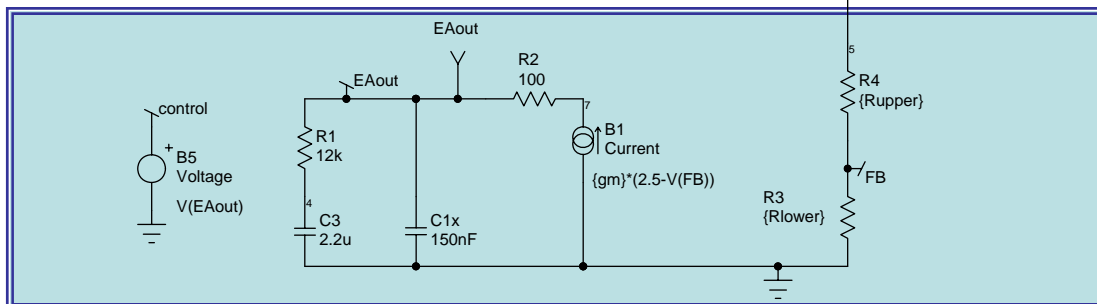 EAout
5
R2
100
R4
{Rupper}
EAout
control
7
B1
Current
R1
12k
B5
Voltage
+
{gm}*(2.5-V(FB))
FB
V(EAout)
4
R3
{Rlower}
C3
2.2u
C1x
150nF